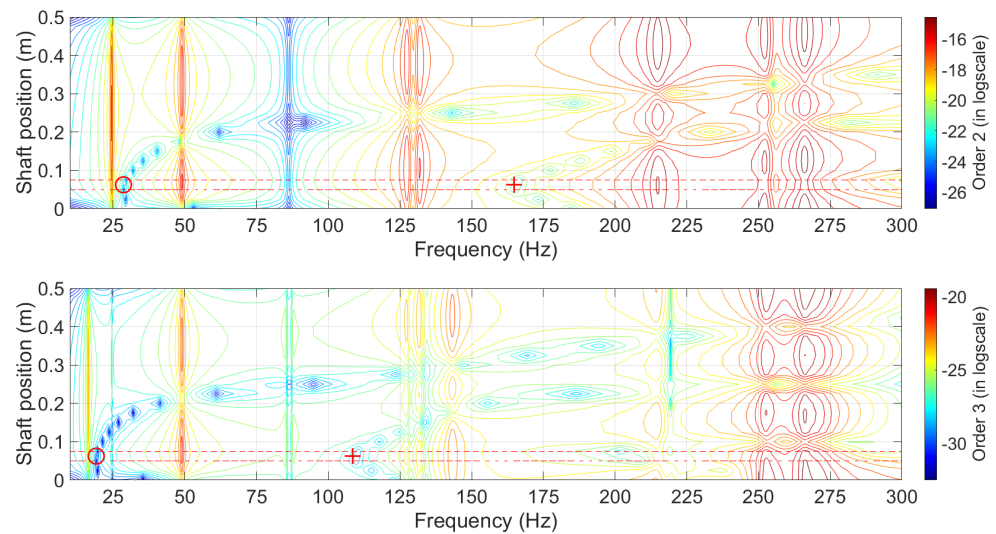 0.5
0.4
0.3
0.2
0.1
0
Shaft position (m)
25 50 75 100 125 150 175 200 225 250 275 300
Frequency (Hz)
-16
-18
-20
-22
-24
-26
Order 2 (in logscale)
0.5
0.4
0.3
0.2
0.1
0
Shaft position (m)
25 50 75 100 125 150 175 200 225 250 275 300
Frequency (Hz)
-20
-25
-30
Order 3 (in logscale)